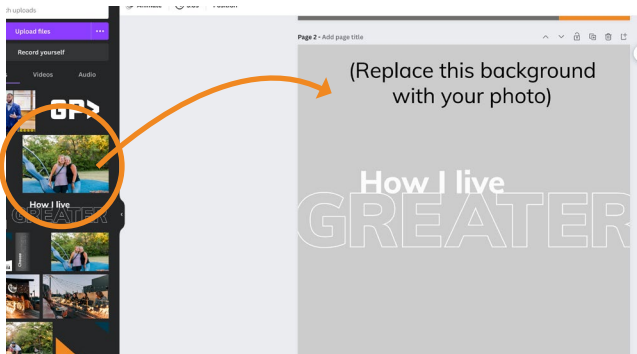 uploads
Animate
Position
Upload files
Record yourself
Videos
Audio
GP>
How I live
GREATER
Page 2 - Add page title
(Replace this background
with your photo)
How I live
GREATER